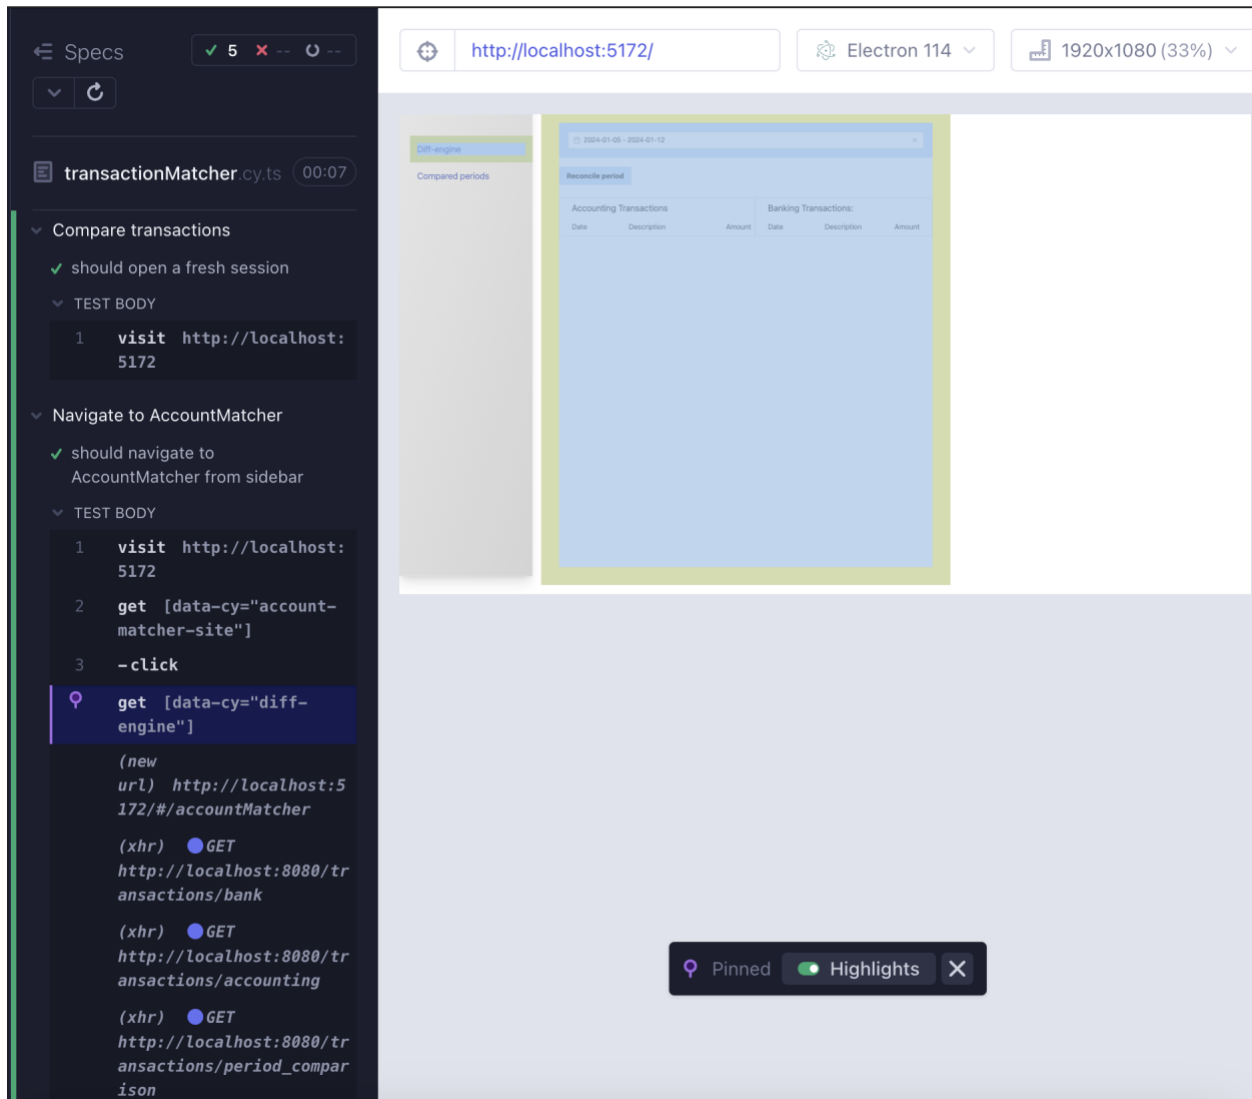 Specs
5 -- --
transactionMatcher.cy.ts 00:07
Compare transactions
should open a fresh session
TEST BODY
1 visit http://localhost:
5172
Navigate to AccountMatcher
should navigate to
AccountMatcher from sidebar
TEST BODY
1 visit http://localhost:
5172
2 get [data-cy="account-
matcher-site"]
3 -click
get [data-cy="diff-
engine"]
(new
url) http://localhost:5
172/#/accountMatcher
(xhr) GET
http://localhost:8080/tr
ansactions/bank
(xhr) GET
http://localhost:8080/tr
ansactions/accounting
(xhr) GET
http://localhost:8080/tr
ansactions/period_compar
ison
http://localhost:5172/
Electron 114
1920x1080 (33%)
Diff-engine
Compared periods
2024-01-05 - 2024-01-12
Reconcile period
Accounting Transactions Banking Transactions:
Date Description Amount Date Description Amount
Pinned Highlights